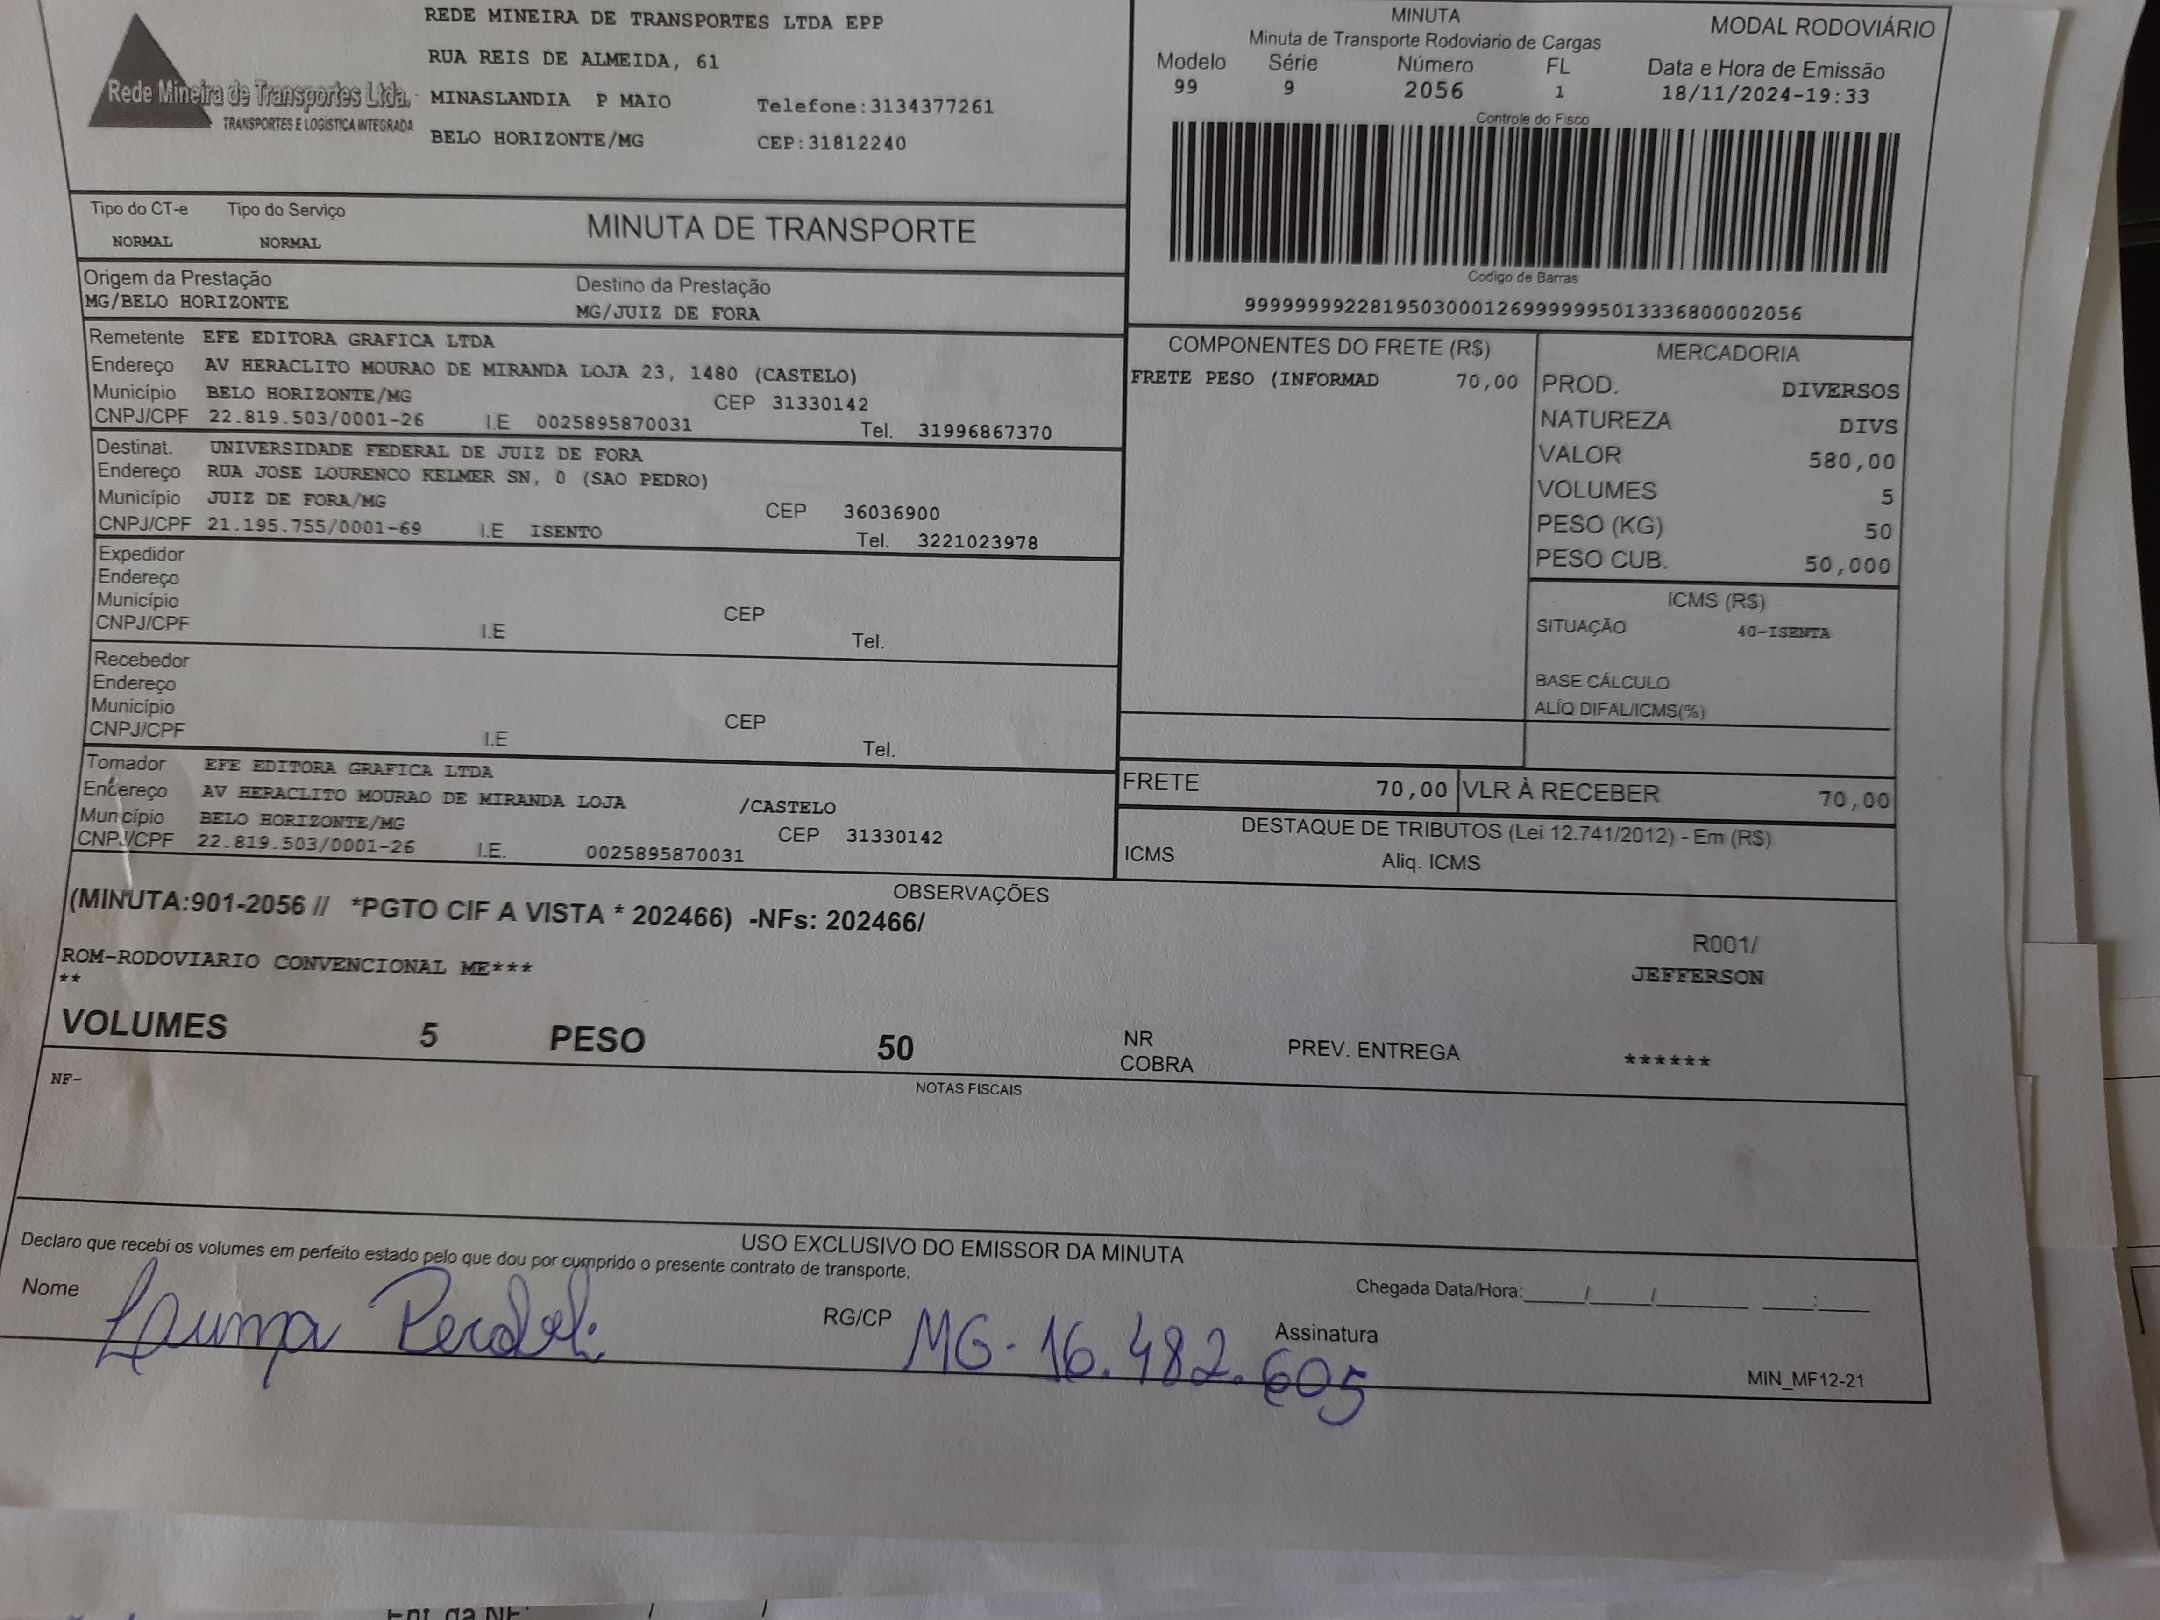 REDE MINEIRA DE TRANSPORTES LTDA EPP
RUA REIS DE ALMEIDA, 61
Rede Mineira de Transportes Ltda.
TRANSPORTES E LOGÍSTICA INTEGRADA
MINASLANDIA P MAIO Telefone:3134377261
BELO HORIZONTE/MG CEP:31812240
MINUTA
MODAL RODOVIÁRIO
Minuta de Transporte Rodoviario de Cargas
Modelo Série Número FL Data e Hora de Emissão
99 9 2056 1 18/11/2024-19:33
Controle do Fisco
Codigo de Barras
Tipo do CT-e Tipo do Serviço
NORMAL NORMAL
MINUTA DE TRANSPORTE
Origem da Prestação Destino da Prestação
MG/BELO HORIZONTE MG/JUIZ DE FORA
Remetente EFE EDITORA GRAFICA LTDA
Endereço AV HERACLITO MOURAO DE MIRANDA LOJA 23, 1480 (CASTELO)
Município BELO HORIZONTE/MG CEP 31330142
CNPJ/CPF 22.819.503/0001-26 I.E 0025895870031 Tel. 31996867370
Destinat. UNIVERSIDADE FEDERAL DE JUIZ DE FORA
Endereço RUA JOSE LOURENCO KELMER SN, 0 (SAO PEDRO)
Município JUIZ DE FORA/MG CEP 36036900
CNPJ/CPF 21.195.755/0001-69 I.E ISENTO Tel. 3221023978
Expedidor
Endereço
Município CEP
CNPJ/CPF I.E Tel.
Recebedor
Endereço
Município CEP
CNPJ/CPF I.E Tel.
Tomador EFE EDITORA GRAFICA LTDA
Endereço AV HERACLITO MOURAO DE MIRANDA LOJA /CASTELO
Município BELO HORIZONTE/MG CEP 31330142
CNPJ/CPF 22.819.503/0001-26 I.E. 0025895870031
COMPONENTES DO FRETE (R$)
FRETE PESO (INFORMAD 70,00
MERCADORIA
PROD. DIVERSOS
NATUREZA DIVS
VALOR 580,00
VOLUMES 5
PESO (KG) 50
PESO CUB. 50,000
ICMS (R$)
SITUAÇÃO 40-ISENTA
BASE CÁLCULO
ALÍQ DIFAL/ICMS(%)
FRETE 70,00 VLR À RECEBER 70,00
DESTAQUE DE TRIBUTOS (Lei 12.741/2012) - Em (R$)
ICMS Aliq. ICMS
OBSERVAÇÕES
(MINUTA:901-2056 // *PGTO CIF A VISTA * 202466) -NFs: 202466/
R001/
ROM-RODOVIARIO CONVENCIONAL ME***
JEFFERSON
**
VOLUMES 5 PESO 50 NR COBRA PREV. ENTREGA ******
NF- NOTAS FISCAIS
USO EXCLUSIVO DO EMISSOR DA MINUTA
Declaro que recebi os volumes em perfeito estado pelo que dou por cumprido o presente contrato de transporte.
Nome RG/CP MG-16.482.605 Assinatura Chegada Data/Hora:____/____/______ ____:____
MIN_MF12-21